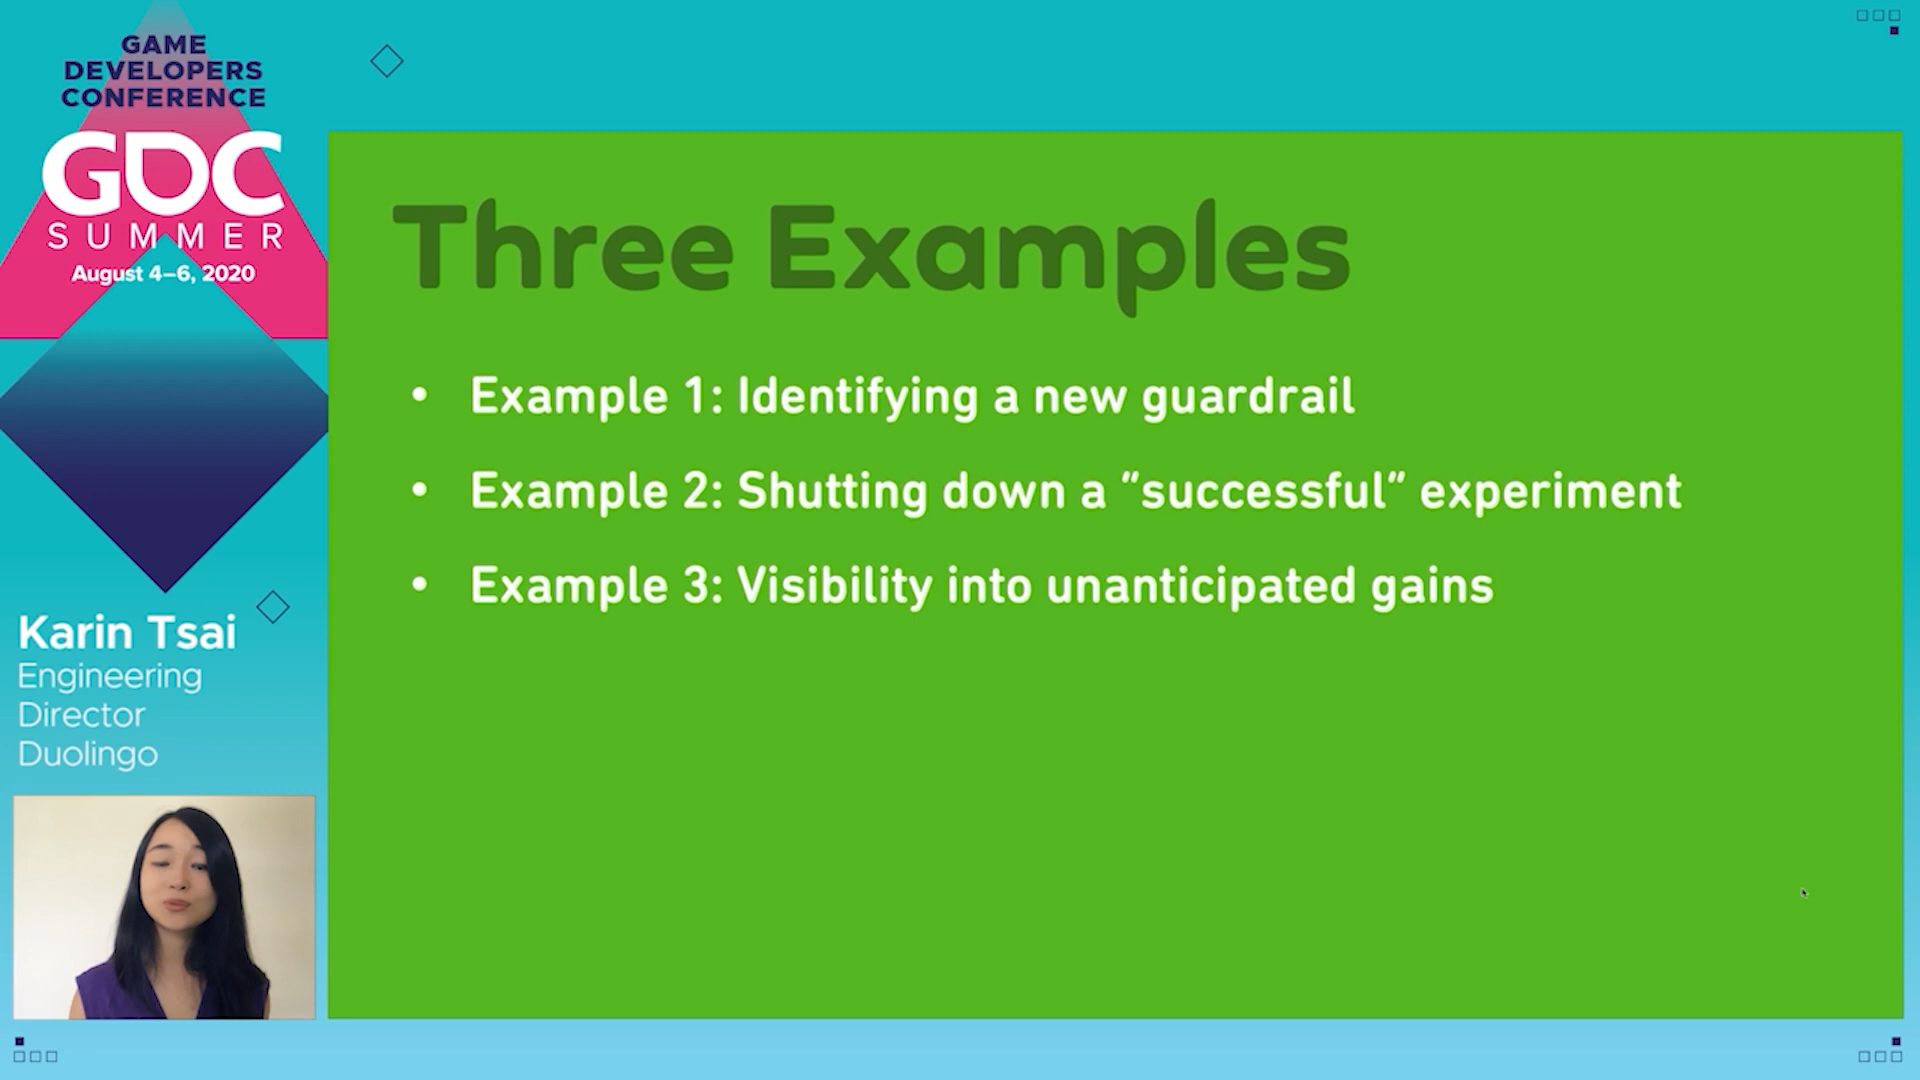 GAME
DEVELOPERS
CONFERENCE
GDC
SUMMER
August 4–6, 2020
Karin Tsai
Engineering
Director
Duolingo
Three Examples
• Example 1: Identifying a new guardrail
• Example 2: Shutting down a “successful” experiment
• Example 3: Visibility into unanticipated gains